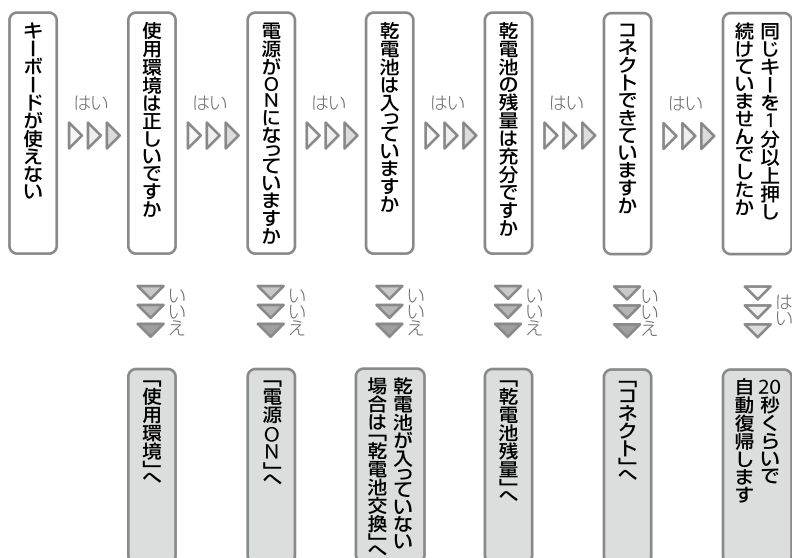 キーボードが使えない
はい
使用環境は正しいですか
はい
電源がONになっていますか
はい
乾電池は入っていますか
はい
乾電池の残量は充分ですか
はい
コネクトできていますか
はい
同じキーを1分以上押し
続けていませんでしたか
いいえ
いいえ
いいえ
いいえ
いいえ
はい
「使用環境」へ
「電源ON」へ
乾電池が入っていない
場合は「乾電池交換」へ
「乾電池残量」へ
「コネクト」へ
20秒くらいで
自動復帰します